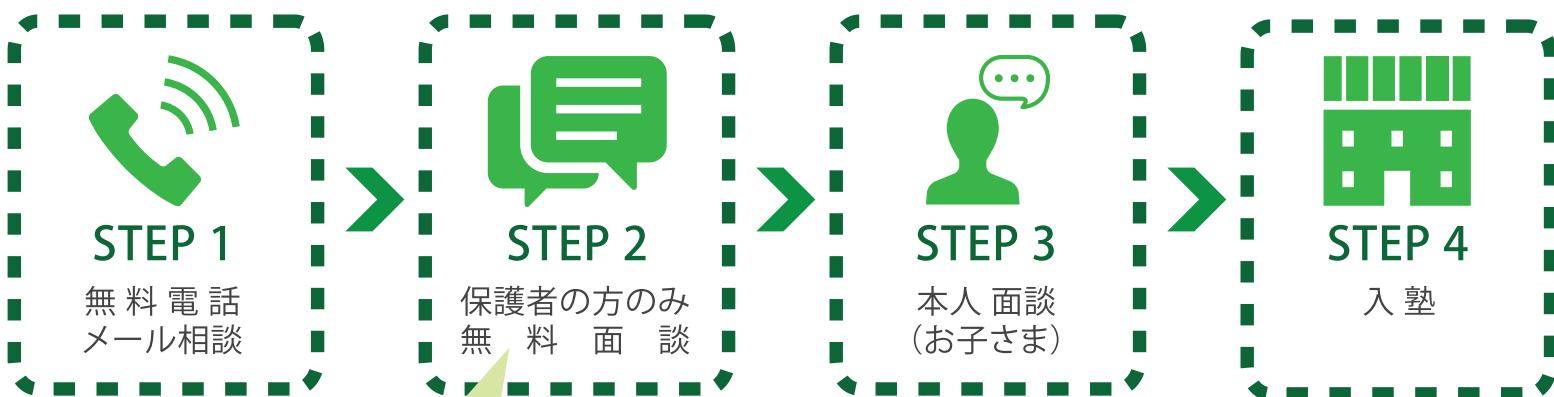 STEP 1
無料電話
メール相談
STEP 2
保護者の方のみ
無料面談
STEP 3
本人 面談
（お子さま）
STEP 4
入塾